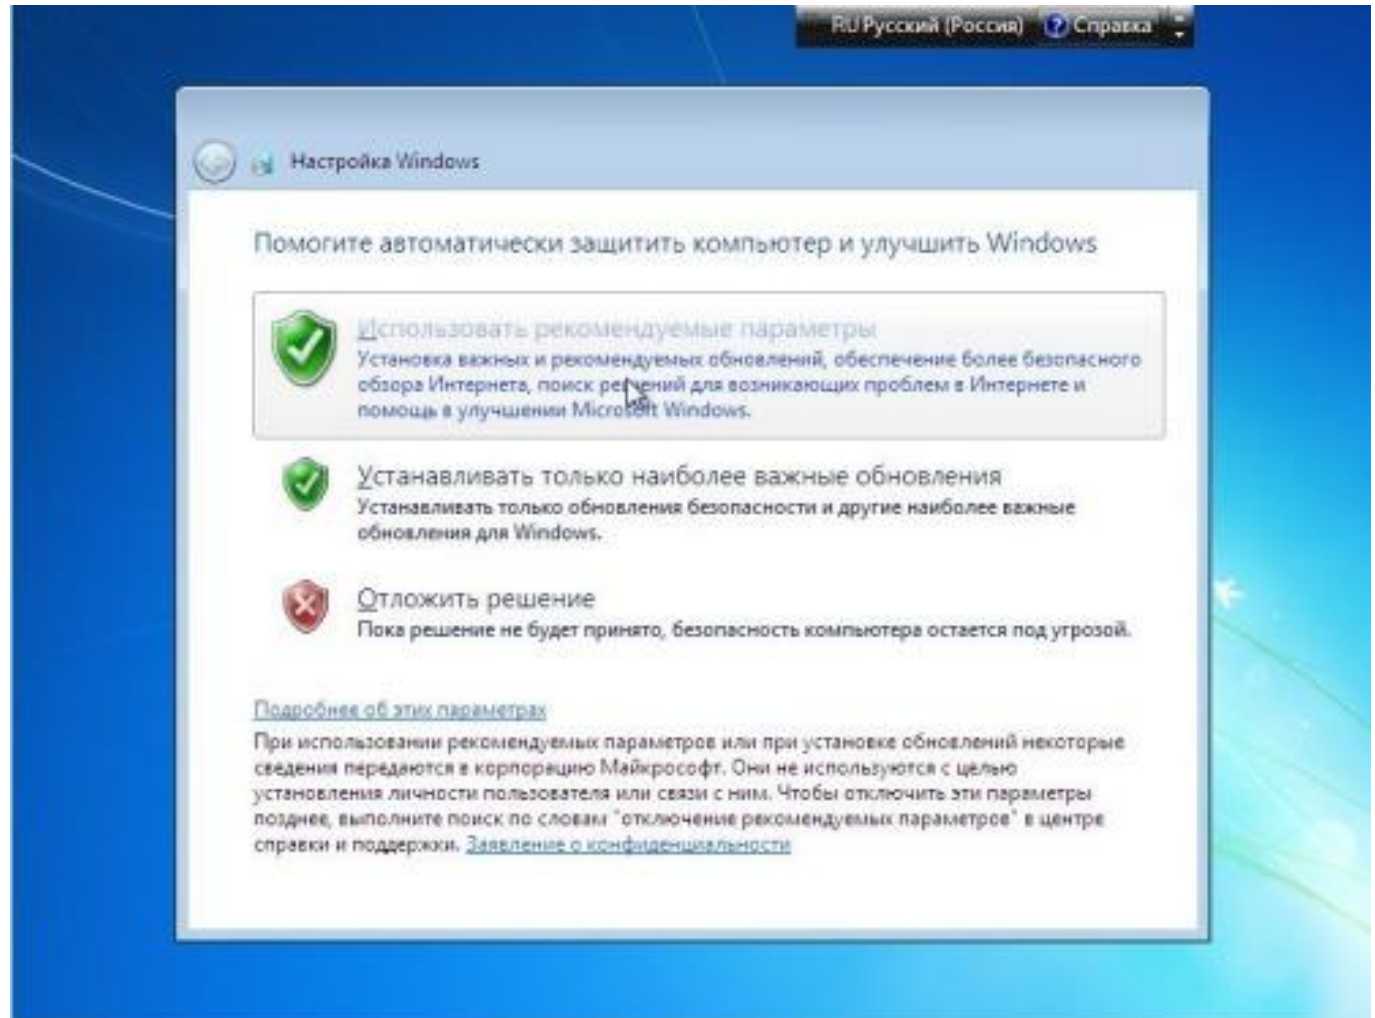 RU Русский (Россия) Справка
Настройка Windows
Помогите автоматически защитить компьютер и улучшить Windows
Использовать рекомендуемые параметры
Установка важных и рекомендуемых обновлений, обеспечение более безопасного
обзора Интернета, поиск решений для возникающих проблем в Интернете и
помощь в улучшении Microsoft Windows.
Устанавливать только наиболее важные обновления
Устанавливать только обновления безопасности и другие наиболее важные
обновления для Windows.
Отложить решение
Пока решение не будет принято, безопасность компьютера остается под угрозой.
Подробнее об этих параметрах
При использовании рекомендуемых параметров или при установке обновлений некоторые
сведения передаются в корпорацию Майкрософт. Они не используются с целью
установления личности пользователя или связи с ним. Чтобы отключить эти параметры
позднее, выполните поиск по словам "отключение рекомендуемых параметров" в центре
справки и поддержки. Заявление о конфиденциальности